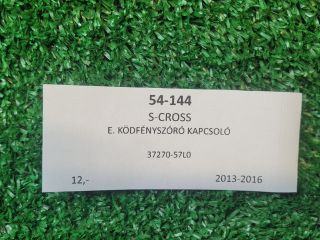 54-144
S-CROSS
E. KÖDFÉNYSZÓRÓ KAPCSOLÓ
37270-57L0
12,- 2013-2016